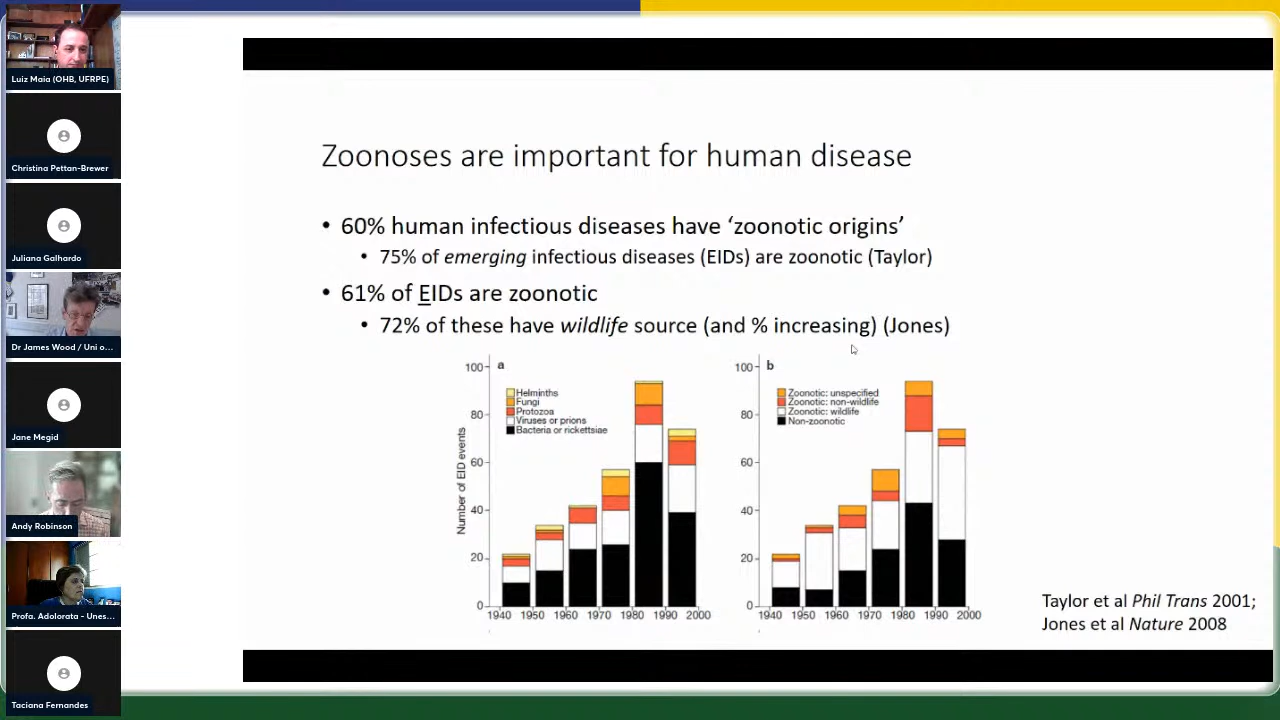 Luiz Maia (OHB, UFRPE)
Christina Pettan-Brewer
Juliana Galhardo
Dr James Wood / Uni o...
Jane Megid
Andy Robinson
Profa. Adolorata - Unes...
Taciana Fernandes
Zoonoses are important for human disease
• 60% human infectious diseases have ‘zoonotic origins’
• 75% of emerging infectious diseases (EIDs) are zoonotic (Taylor)
• 61% of EIDs are zoonotic
• 72% of these have wildlife source (and % increasing) (Jones)
a
Number of EID events
100
80
60
40
20
0
Helminths
Fungi
Protozoa
Viruses or prions
Bacteria or rickettsiae
1940 1950 1960 1970 1980 1990 2000
b
100
80
60
40
20
0
Zoonotic: unspecified
Zoonotic: non-wildlife
Zoonotic: wildlife
Non-zoonotic
1940 1950 1960 1970 1980 1990 2000
Taylor et al Phil Trans 2001;
Jones et al Nature 2008